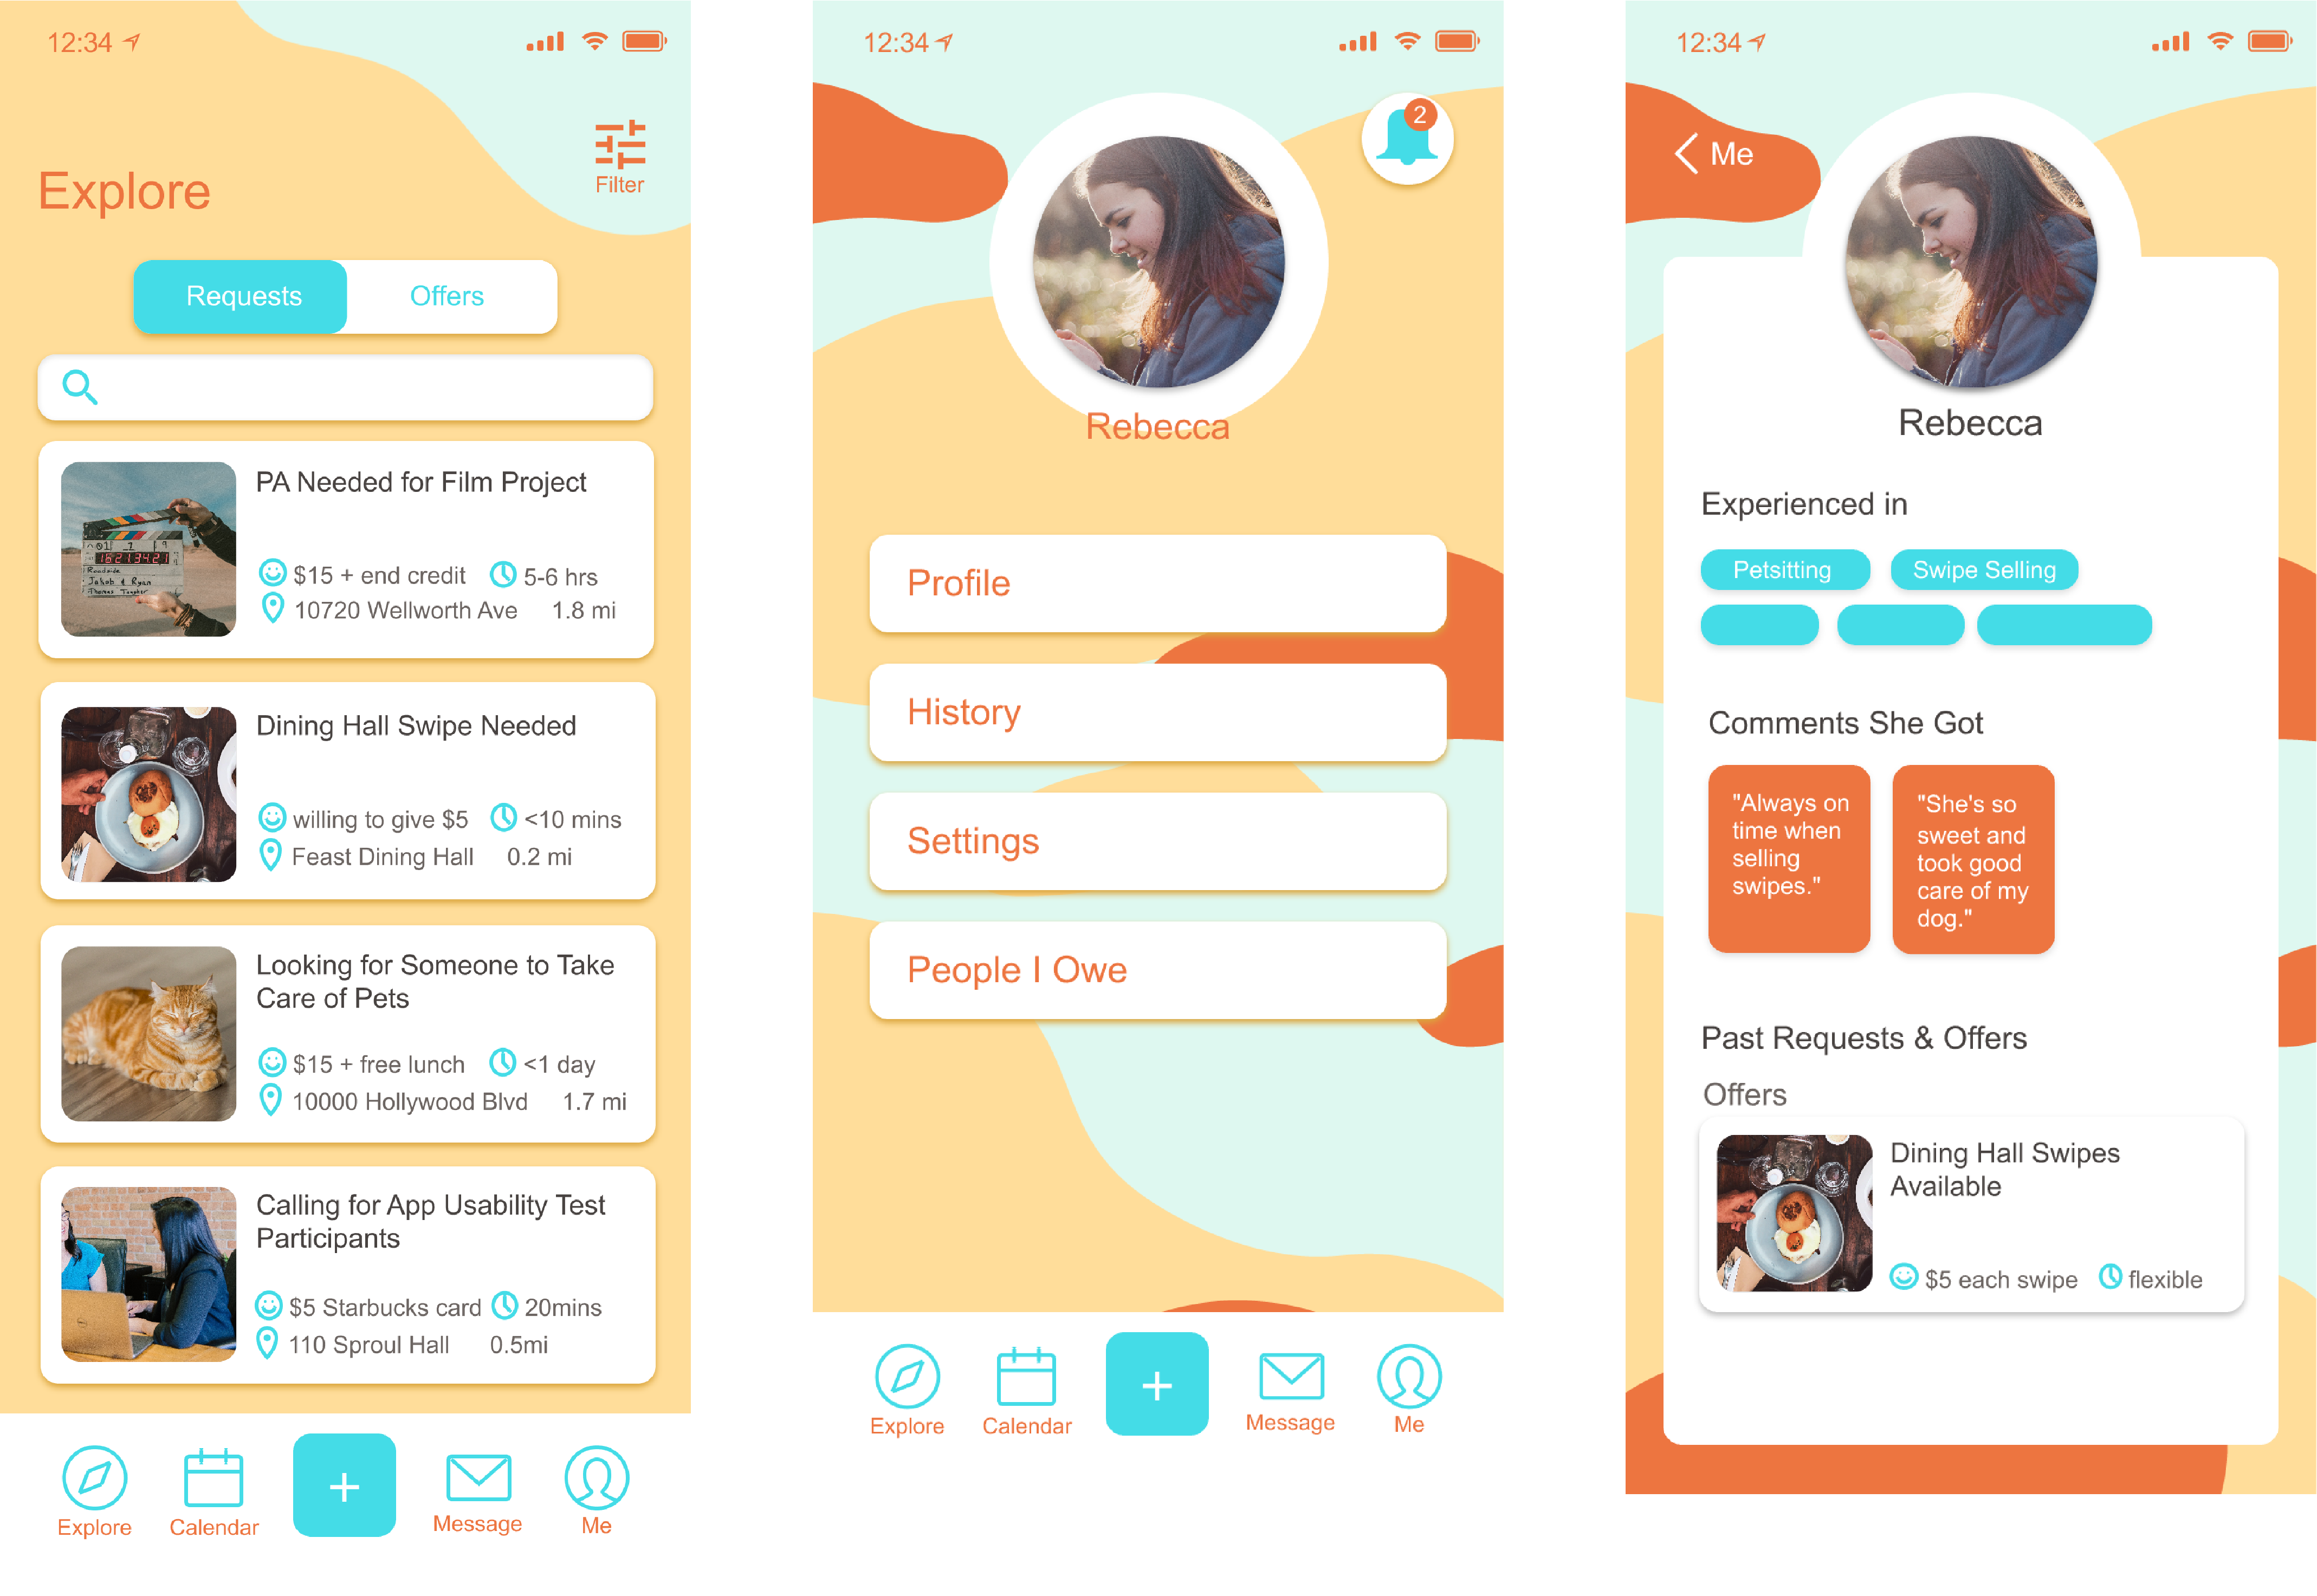 12:34
Explore
Filter
Requests Offers
PA Needed for Film Project
$15 + end credit 5-6 hrs
10720 Wellworth Ave 1.8 mi
Dining Hall Swipe Needed
willing to give $5 <10 mins
Feast Dining Hall 0.2 mi
Looking for Someone to Take
Care of Pets
$15 + free lunch <1 day
10000 Hollywood Blvd 1.7 mi
Calling for App Usability Test
Participants
$5 Starbucks card 20mins
110 Sproul Hall 0.5mi
Explore Calendar + Message Me
12:34
2
Rebecca
Profile
History
Settings
People I Owe
Explore Calendar + Message Me
12:34
Me
Rebecca
Experienced in
Petsitting Swipe Selling
Comments She Got
"Always on
time when
selling
swipes."
"She's so
sweet and
took good
care of my
dog."
Past Requests & Offers
Offers
Dining Hall Swipes
Available
$5 each swipe flexible